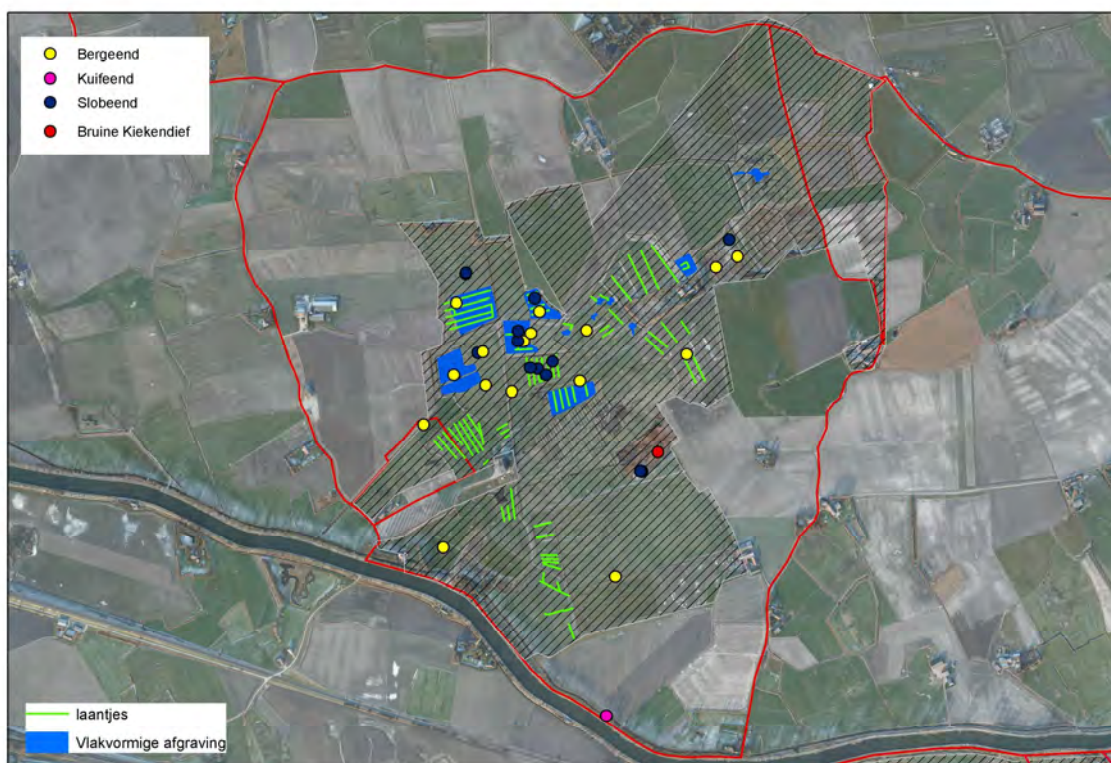 Bergeend
Kuifeend
Slobeend
Bruine Kiekendief
laantjes
Vlakvormige afgraving